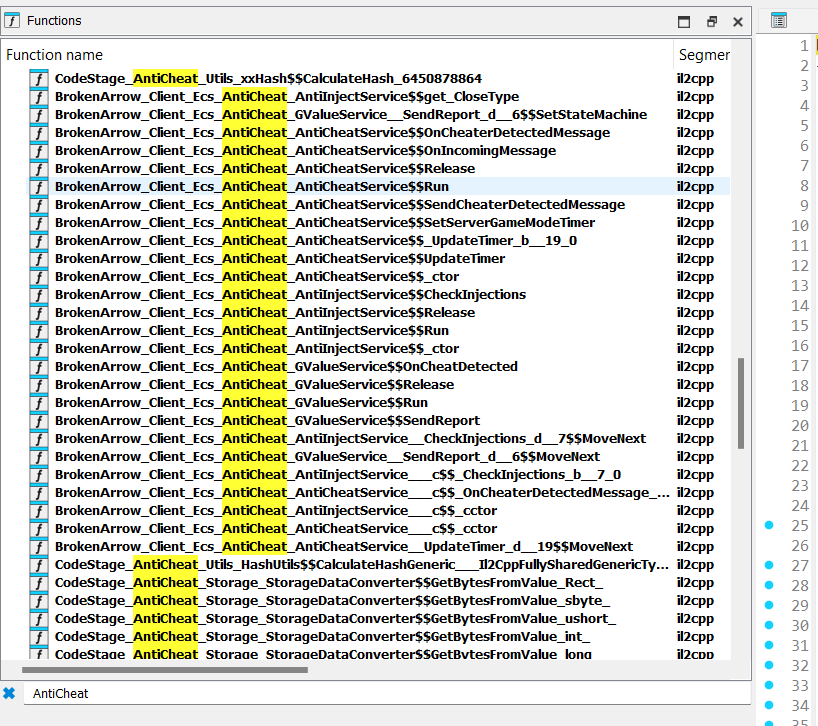 Functions
Function name Segmer
CodeStage_AntiCheat_Utils_xxHash$$CalculateHash_6450878864 il2cpp
BrokenArrow_Client_Ecs_AntiCheat_AntiInjectService$$get_CloseType il2cpp
BrokenArrow_Client_Ecs_AntiCheat_GValueService__SendReport_d__6$$SetStateMachine il2cpp
BrokenArrow_Client_Ecs_AntiCheat_AntiCheatService$$OnCheaterDetectedMessage il2cpp
BrokenArrow_Client_Ecs_AntiCheat_AntiCheatService$$OnIncomingMessage il2cpp
BrokenArrow_Client_Ecs_AntiCheat_AntiCheatService$$Release il2cpp
BrokenArrow_Client_Ecs_AntiCheat_AntiCheatService$$Run il2cpp
BrokenArrow_Client_Ecs_AntiCheat_AntiCheatService$$SendCheaterDetectedMessage il2cpp
BrokenArrow_Client_Ecs_AntiCheat_AntiCheatService$$SetServerGameModeTimer il2cpp
BrokenArrow_Client_Ecs_AntiCheat_AntiCheatService$$_UpdateTimer_b__19_0 il2cpp
BrokenArrow_Client_Ecs_AntiCheat_AntiCheatService$$UpdateTimer il2cpp
BrokenArrow_Client_Ecs_AntiCheat_AntiCheatService$$_ctor il2cpp
BrokenArrow_Client_Ecs_AntiCheat_AntiInjectService$$CheckInjections il2cpp
BrokenArrow_Client_Ecs_AntiCheat_AntiInjectService$$Release il2cpp
BrokenArrow_Client_Ecs_AntiCheat_AntiInjectService$$Run il2cpp
BrokenArrow_Client_Ecs_AntiCheat_AntiInjectService$$_ctor il2cpp
BrokenArrow_Client_Ecs_AntiCheat_GValueService$$OnCheatDetected il2cpp
BrokenArrow_Client_Ecs_AntiCheat_GValueService$$Release il2cpp
BrokenArrow_Client_Ecs_AntiCheat_GValueService$$Run il2cpp
BrokenArrow_Client_Ecs_AntiCheat_GValueService$$SendReport il2cpp
BrokenArrow_Client_Ecs_AntiCheat_AntiInjectService__CheckInjections_d__7$$MoveNext il2cpp
BrokenArrow_Client_Ecs_AntiCheat_GValueService__SendReport_d__6$$MoveNext il2cpp
BrokenArrow_Client_Ecs_AntiCheat_AntiInjectService___c$$_CheckInjections_b__7_0 il2cpp
BrokenArrow_Client_Ecs_AntiCheat_AntiCheatService___c$$_OnCheaterDetectedMessage_... il2cpp
BrokenArrow_Client_Ecs_AntiCheat_AntiInjectService___c$$_cctor il2cpp
BrokenArrow_Client_Ecs_AntiCheat_AntiCheatService___c$$_cctor il2cpp
BrokenArrow_Client_Ecs_AntiCheat_AntiCheatService__UpdateTimer_d__19$$MoveNext il2cpp
CodeStage_AntiCheat_Utils_HashUtils$$CalculateHashGeneric___Il2CppFullySharedGenericTy... il2cpp
CodeStage_AntiCheat_Storage_StorageDataConverter$$GetBytesFromValue_Rect_ il2cpp
CodeStage_AntiCheat_Storage_StorageDataConverter$$GetBytesFromValue_sbyte_ il2cpp
CodeStage_AntiCheat_Storage_StorageDataConverter$$GetBytesFromValue_ushort_ il2cpp
CodeStage_AntiCheat_Storage_StorageDataConverter$$GetBytesFromValue_int_ il2cpp
CodeStage_AntiCheat_Storage_StorageDataConverter$$GetBytesFromValue_long il2cpp
AntiCheat
1
2
3
4
5
6
7
8
9
10
11
12
13
14
15
16
17
18
19
20
21
22
23
24
25
26
27
28
29
30
31
32
33
34
35